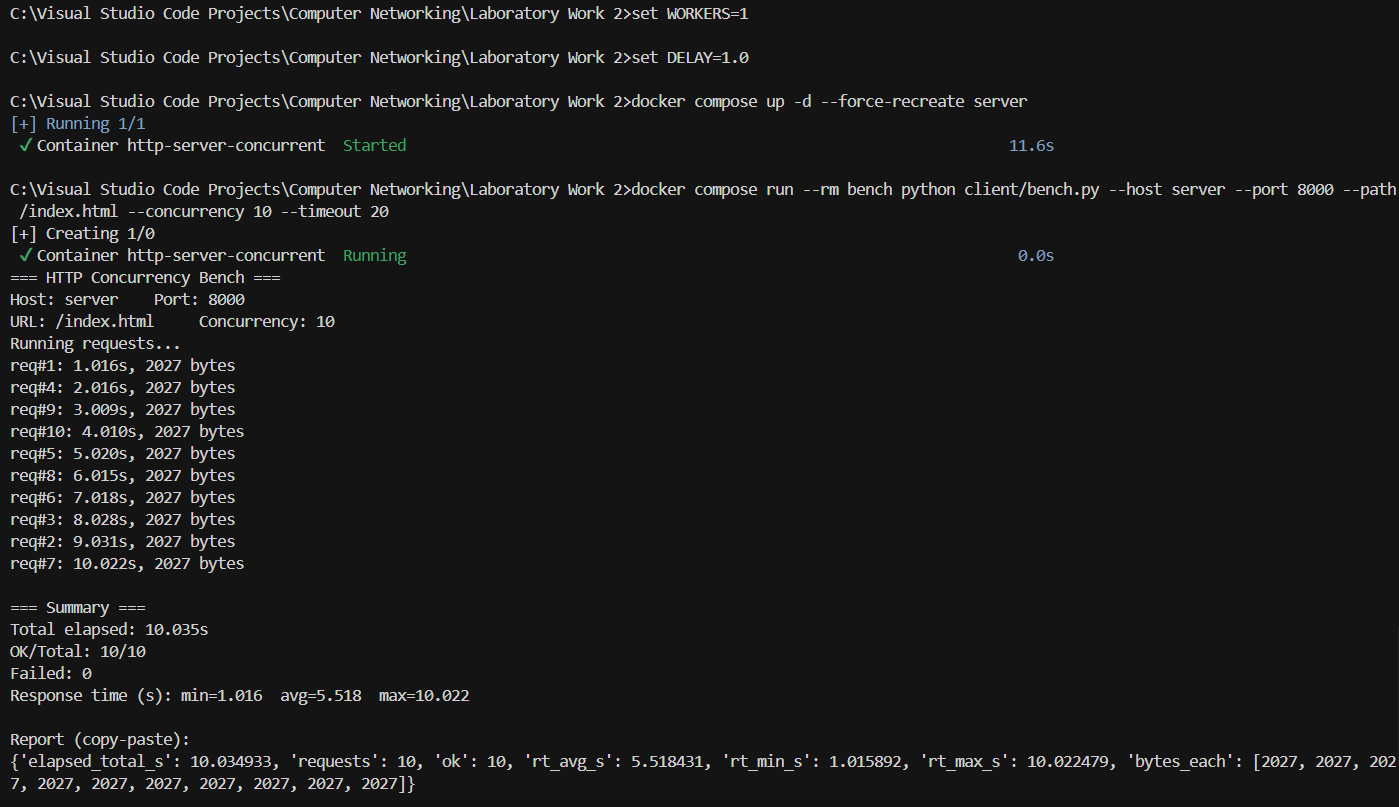 C:\Visual Studio Code Projects\Computer Networking\Laboratory Work 2>set WORKERS=1
C:\Visual Studio Code Projects\Computer Networking\Laboratory Work 2>set DELAY=1.0
C:\Visual Studio Code Projects\Computer Networking\Laboratory Work 2>docker compose up -d --force-recreate server
[+] Running 1/1
✓Container http-server-concurrent  Started  11.6s
C:\Visual Studio Code Projects\Computer Networking\Laboratory Work 2>docker compose run --rm bench python client/bench.py --host server --port 8000 --path
/index.html --concurrency 10 --timeout 20
[+] Creating 1/0
✓Container http-server-concurrent  Running  0.0s
=== HTTP Concurrency Bench ===
Host: server    Port: 8000
URL: /index.html     Concurrency: 10
Running requests...
req#1: 1.016s, 2027 bytes
req#4: 2.016s, 2027 bytes
req#9: 3.009s, 2027 bytes
req#10: 4.010s, 2027 bytes
req#5: 5.020s, 2027 bytes
req#8: 6.015s, 2027 bytes
req#6: 7.018s, 2027 bytes
req#3: 8.028s, 2027 bytes
req#2: 9.031s, 2027 bytes
req#7: 10.022s, 2027 bytes
=== Summary ===
Total elapsed: 10.035s
OK/Total: 10/10
Failed: 0
Response time (s): min=1.016  avg=5.518  max=10.022
Report (copy-paste):
{'elapsed_total_s': 10.034933, 'requests': 10, 'ok': 10, 'rt_avg_s': 5.518431, 'rt_min_s': 1.015892, 'rt_max_s': 10.022479, 'bytes_each': [2027, 2027, 202
7, 2027, 2027, 2027, 2027, 2027, 2027, 2027]}